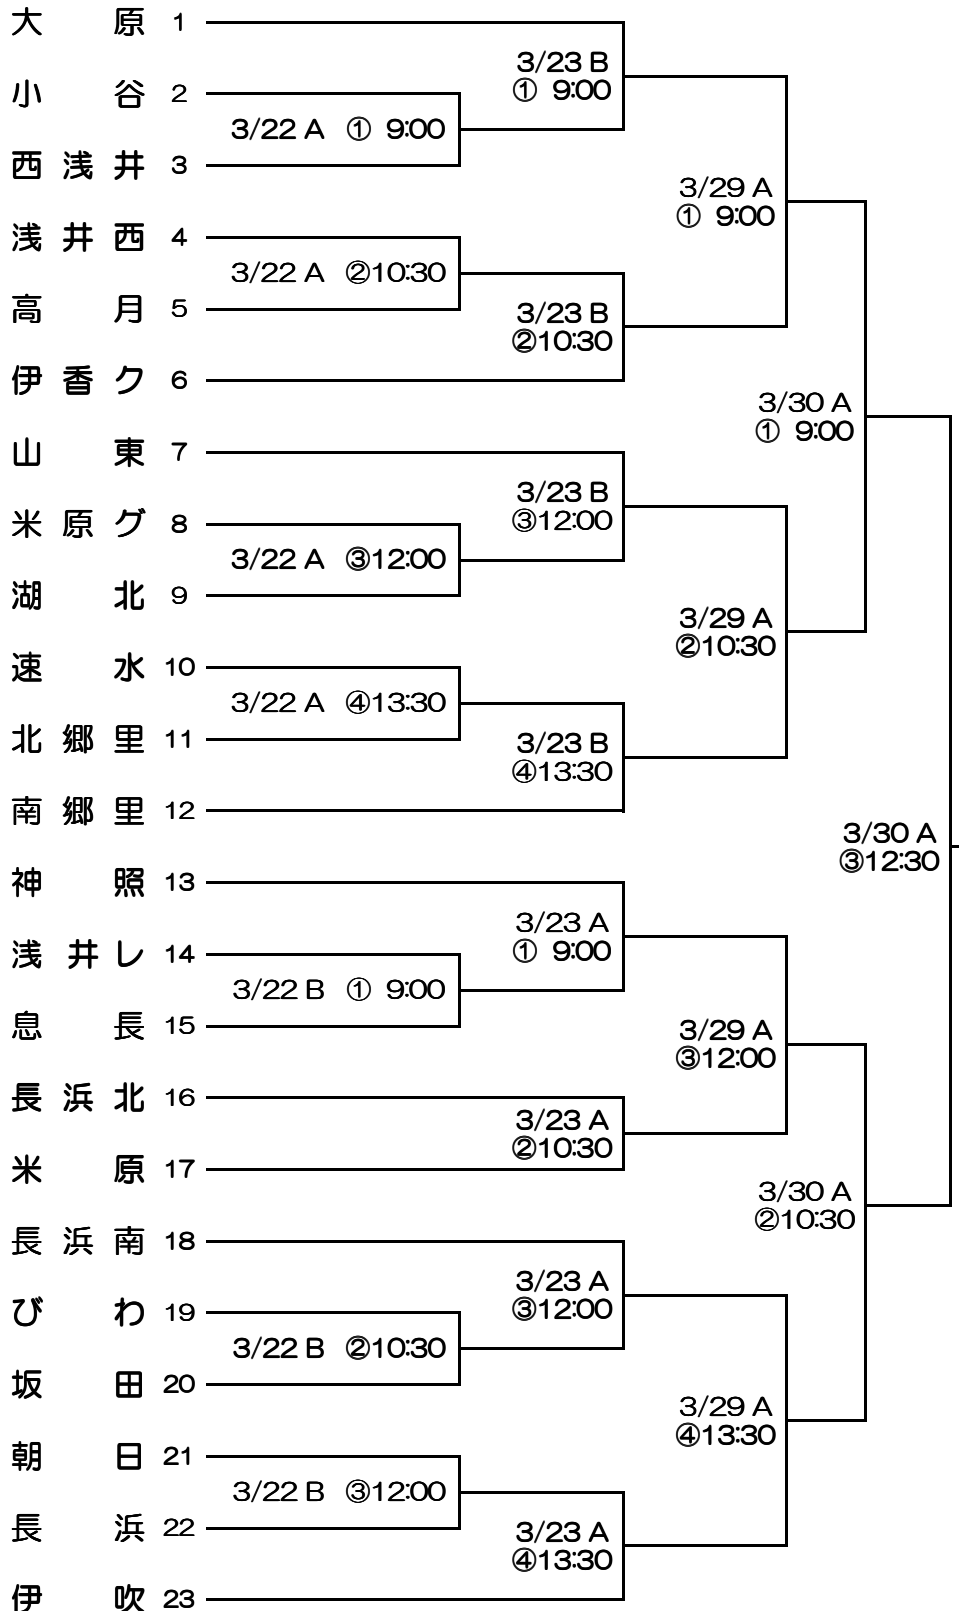 大原 1
3/23 B
① 9:00
小谷 2
3/22 A ① 9:00
西浅井 3
3/29 A
① 9:00
浅井西 4
3/22 A ②10:30
高月 5
3/23 B
②10:30
伊香ク 6
3/30 A
① 9:00
山東 7
3/23 B
③12:00
米原グ 8
3/22 A ③12:00
湖北 9
3/29 A
②10:30
速水 10
3/22 A ④13:30
北郷里 11
3/23 B
④13:30
南郷里 12
3/30 A
③12:30
神照 13
3/23 A
① 9:00
浅井レ 14
3/22 B ① 9:00
息長 15
3/29 A
③12:00
長浜北 16
3/23 A
②10:30
米原 17
3/30 A
②10:30
長浜南 18
3/23 A
③12:00
びわ 19
3/22 B ②10:30
坂田 20
3/29 A
④13:30
朝日 21
3/22 B ③12:00
長浜 22
3/23 A
④13:30
伊吹 23